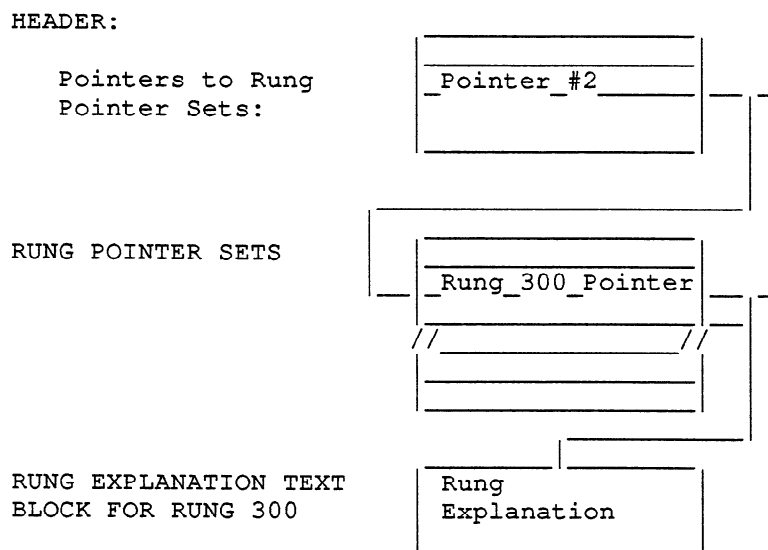 HEADER:
Pointers to Rung
Pointer Sets:
_Pointer_#2
RUNG POINTER SETS
_Rung_300_Pointer
//
//
RUNG EXPLANATION TEXT
BLOCK FOR RUNG 300
Rung
Explanation